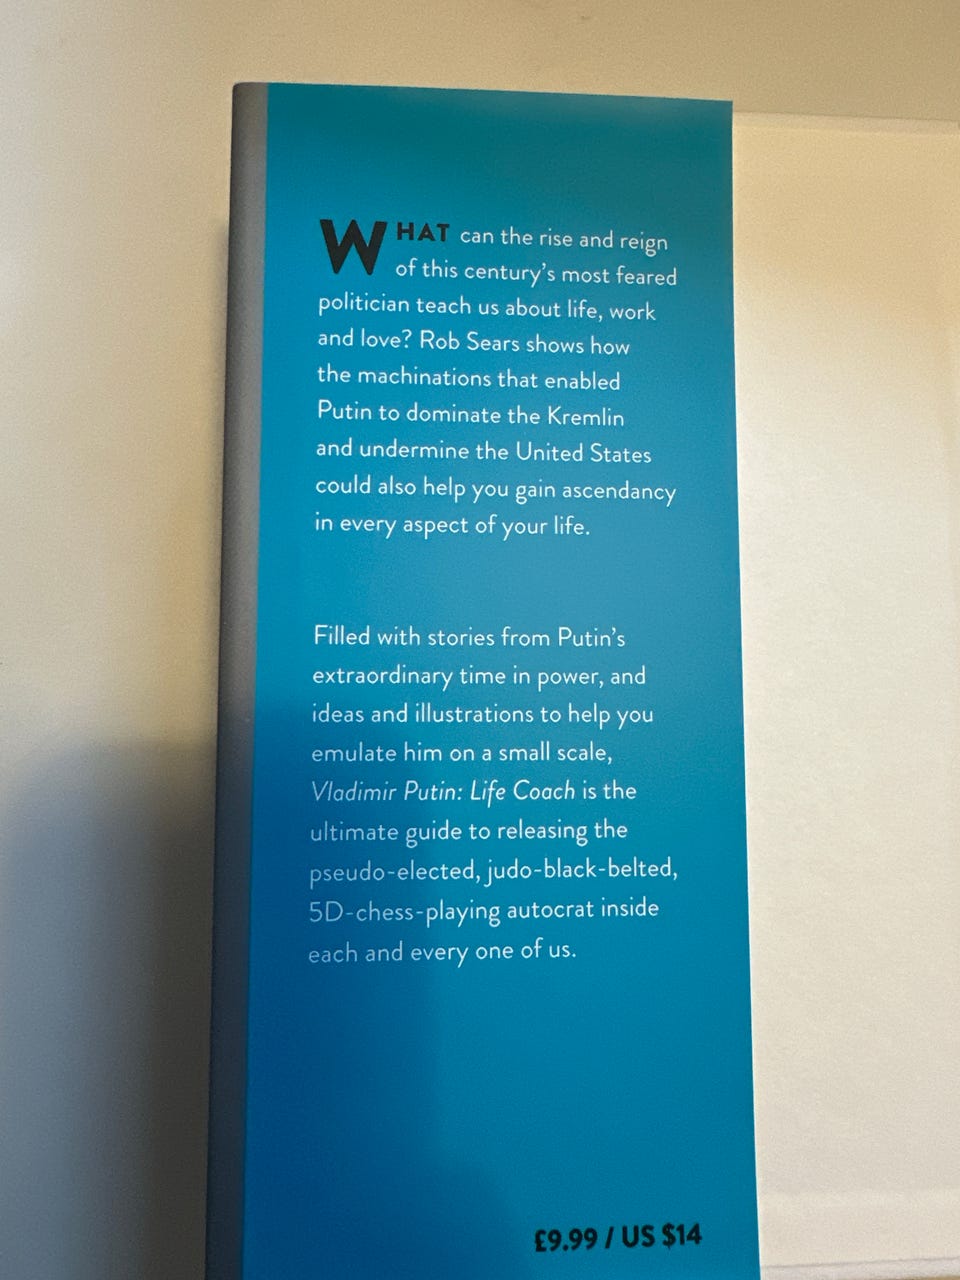 WHAT can the rise and reign
of this century's most feared
politician teach us about life, work
and love? Rob Sears shows how
the machinations that enabled
Putin to dominate the Kremlin
and undermine the United States
could also help you gain ascendancy
in every aspect of your life.
Filled with stories from Putin's
extraordinary time in power, and
ideas and illustrations to help you
emulate him on a small scale,
Vladimir Putin: Life Coach is the
ultimate guide to releasing the
pseudo-elected, judo-black-belted,
5D-chess-playing autocrat inside
each and every one of us.
£9.99 / US $14